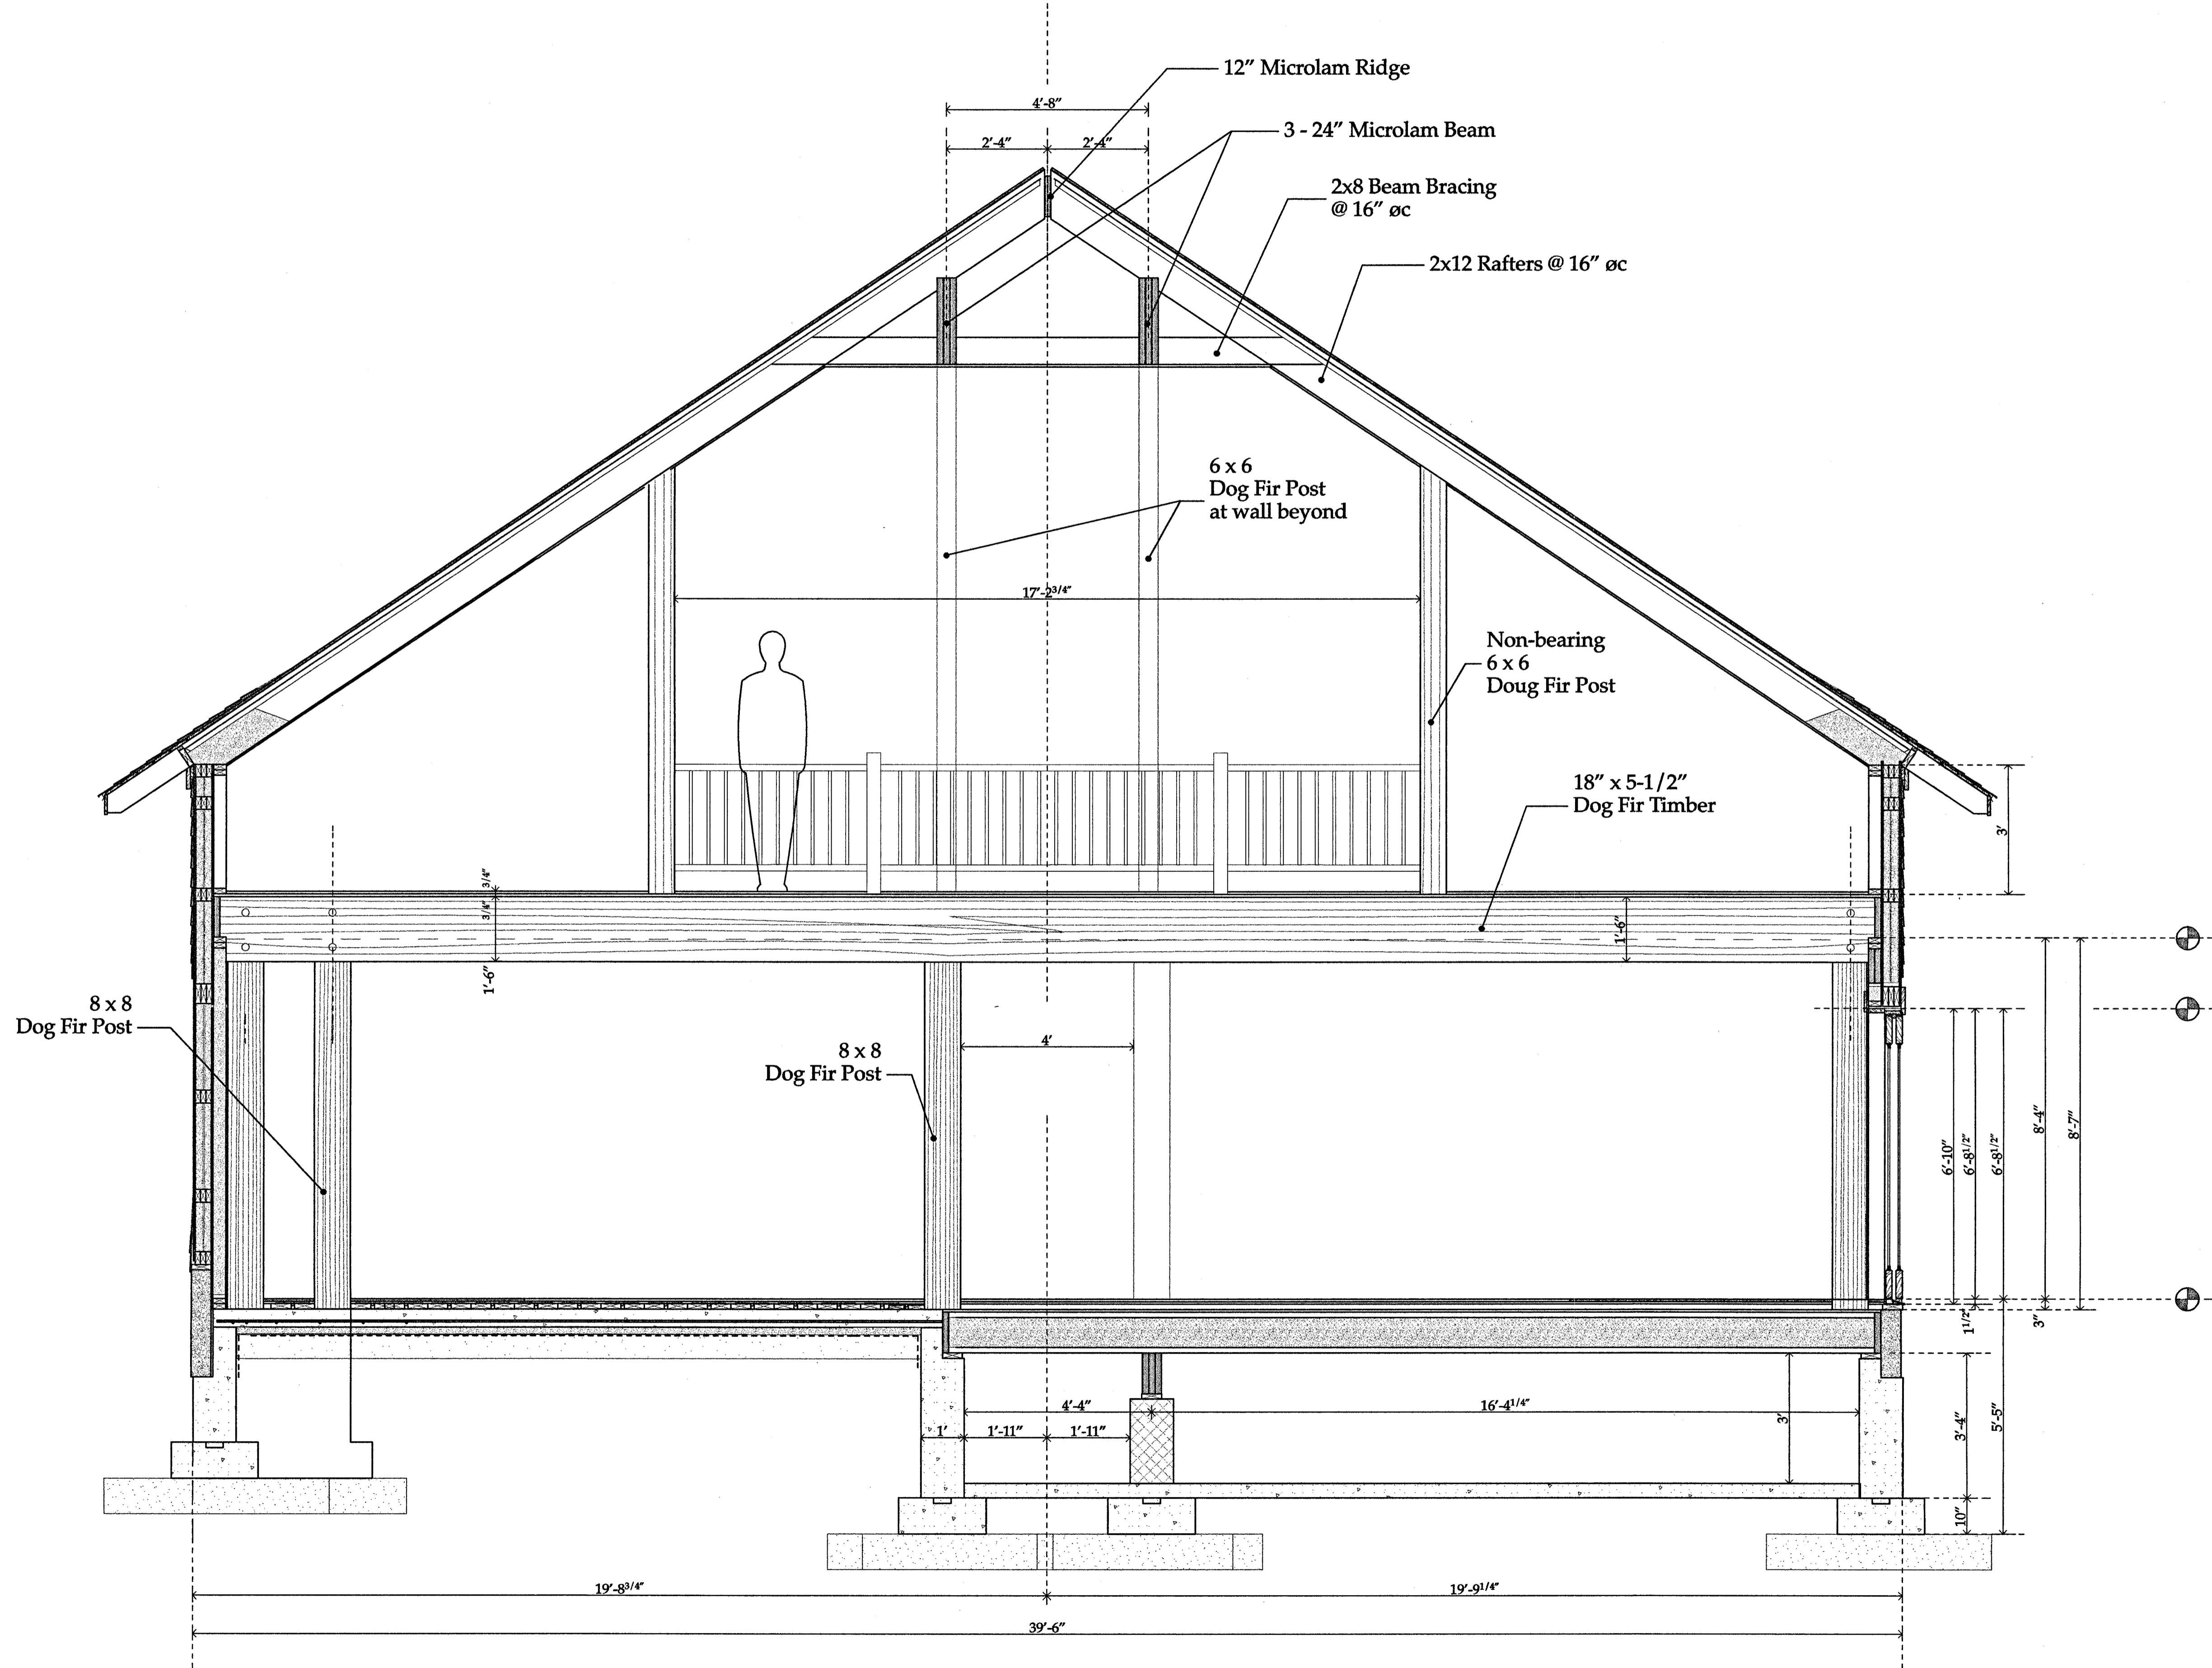 12″ Microlam Ridge
4′-8″
3 - 24″ Microlam Beam
2′-4″
2′-4″
2x8 Beam Bracing
@ 16″ øc
2x12 Rafters @ 16″ øc
6 x 6
Dog Fir Post
at wall beyond
17′-2 3/4″
Non-bearing
6 x 6
Doug Fir Post
18″ x 5-1/2″
Dog Fir Timber
3′
3/4″
3/4″
1′-6″
1′-6″
8 x 8
Dog Fir Post
8 x 8
Dog Fir Post
4′
6′-10″
6′-8 1/2″
6′-8 1/2″
8′-4″
8′-7″
1 1/2″
3″
4′-4″
16′-4 1/4″
1′
1′-11″
1′-11″
3′
3′-4″
5′-5″
10″
19′-8 3/4″
19′-9 1/4″
39′-6″